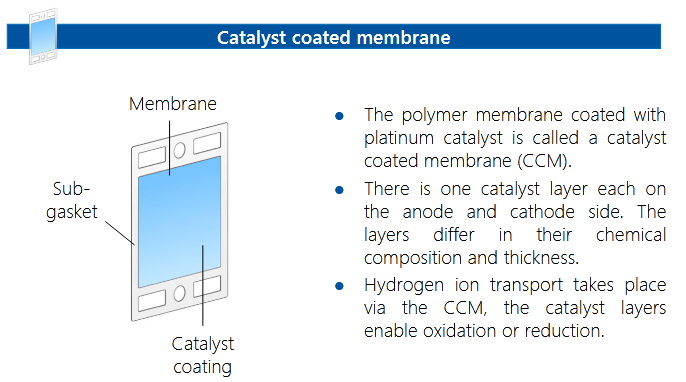 Catalyst coated membrane
Membrane
Sub-
gasket
Catalyst
coating
● The polymer membrane coated with
platinum catalyst is called a catalyst
coated membrane (CCM).
● There is one catalyst layer each on
the anode and cathode side. The
layers differ in their chemical
composition and thickness.
● Hydrogen ion transport takes place
via the CCM, the catalyst layers
enable oxidation or reduction.